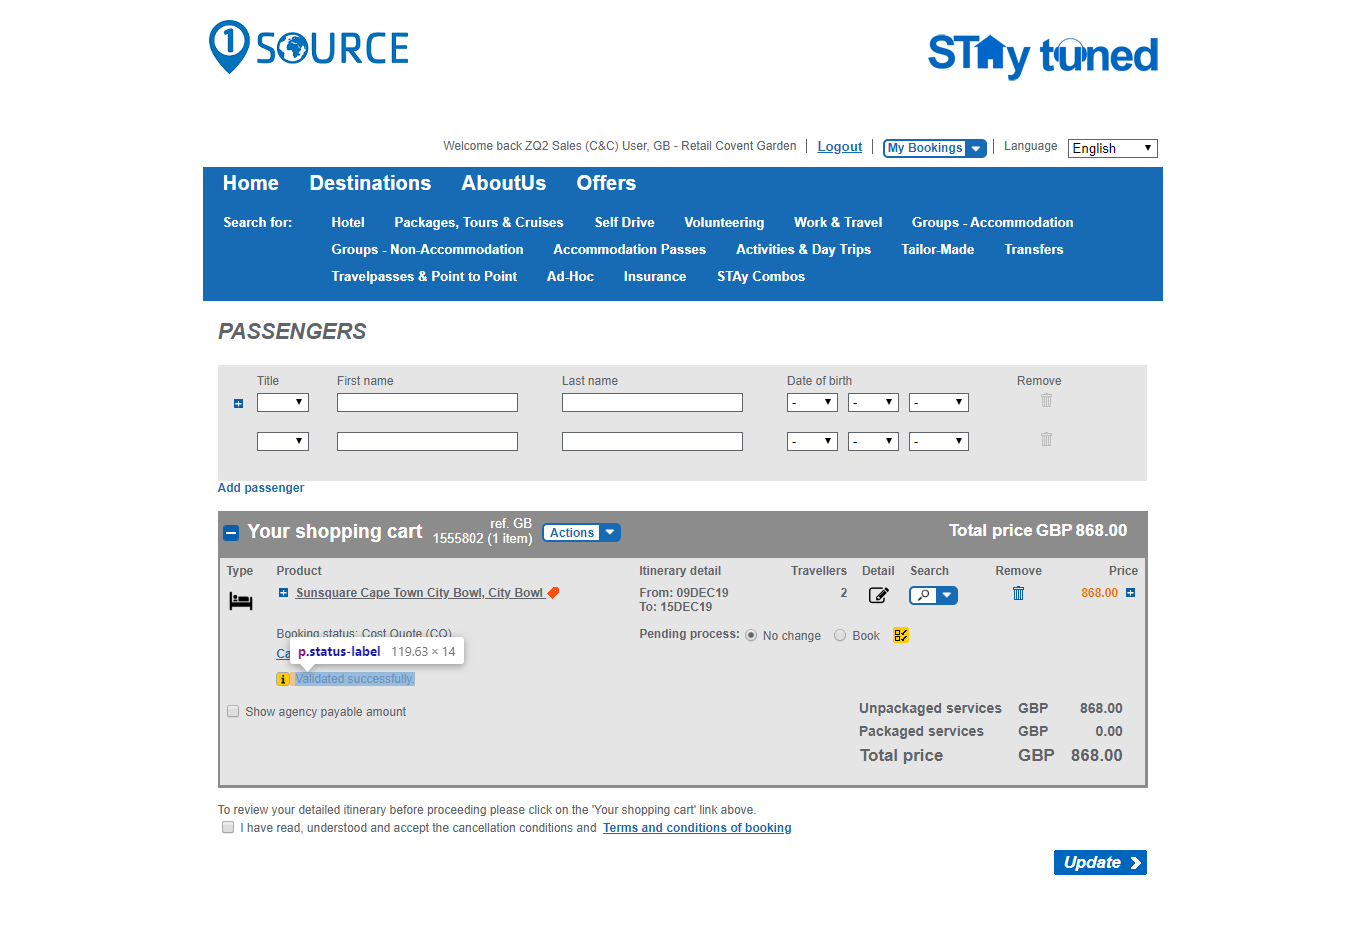 1 SOURCE
STAy tuned
Welcome back ZQ2 Sales (C&C) User, GB - Retail Covent Garden
Logout
My Bookings
Language
English
Home Destinations AboutUs Offers
Search for: Hotel Packages, Tours & Cruises Self Drive Volunteering Work & Travel Groups - Accommodation
Groups - Non-Accommodation Accommodation Passes Activities & Day Trips Tailor-Made Transfers
Travelpasses & Point to Point Ad-Hoc Insurance STAy Combos
PASSENGERS
Title First name Last name Date of birth Remove
- - -
- - -
Add passenger
Your shopping cart ref. GB 1555802 (1 item) Actions Total price GBP 868.00
Type Product Itinerary detail Travellers Detail Search Remove Price
Sunsquare Cape Town City Bowl, City Bowl From: 09DEC19 2 868.00
To: 15DEC19
Booking status: Cost Quote (CQ) Pending process: No change Book
Ca
p.status-label 119.63 × 14
Validated successfully.
Show agency payable amount
Unpackaged services GBP 868.00
Packaged services GBP 0.00
Total price GBP 868.00
To review your detailed itinerary before proceeding please click on the 'Your shopping cart' link above.
I have read, understood and accept the cancellation conditions and Terms and conditions of booking
Update